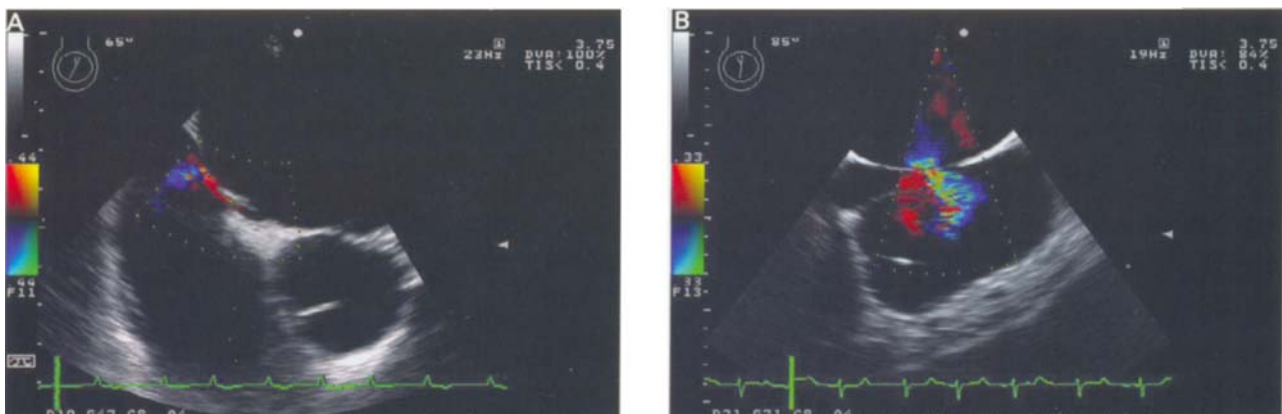 A
65°
3.75
23Hz
DVA:100%
TIS< 0.4
.44
.44
F11
B
85°
3.75
19Hz
DVA: 84%
TIS< 0.4
.33
.33
F13